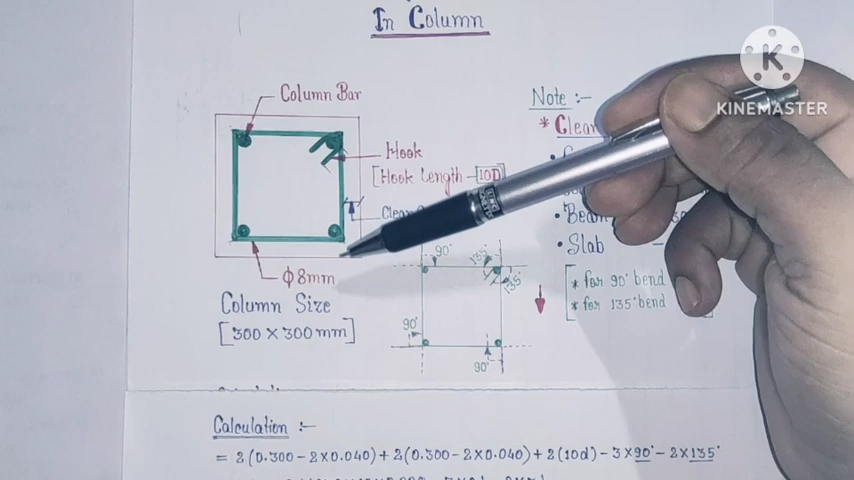 In Column
Column Bar
Note :-
* Clear
Hook
[Hook Length - 10D]
• Beam
• Slab -
90°
135°
135°
* for 90° bend
* for 135° bend
Φ8mm
Column Size
[300 × 300 mm]
90°
90°
Calculation :-
= 2(0.300 - 2×0.040) + 2(0.300 - 2×0.040) + 2(10d) - 3×90° - 2×135°
K
KINEMASTER